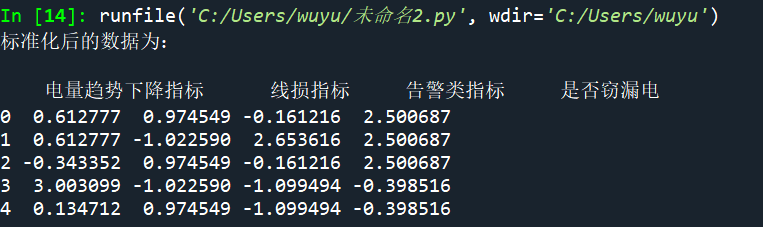 In [14]: runfile('C:/Users/wuyu/未命名2.py', wdir='C:/Users/wuyu')
标准化后的数据为:
电量趋势下降指标 线损指标 告警类指标 是否窃漏电
0 0.612777 0.974549 -0.161216 2.500687
1 0.612777 -1.022590 2.653616 2.500687
2 -0.343352 0.974549 -0.161216 2.500687
3 3.003099 -1.022590 -1.099494 -0.398516
4 0.134712 0.974549 -1.099494 -0.398516